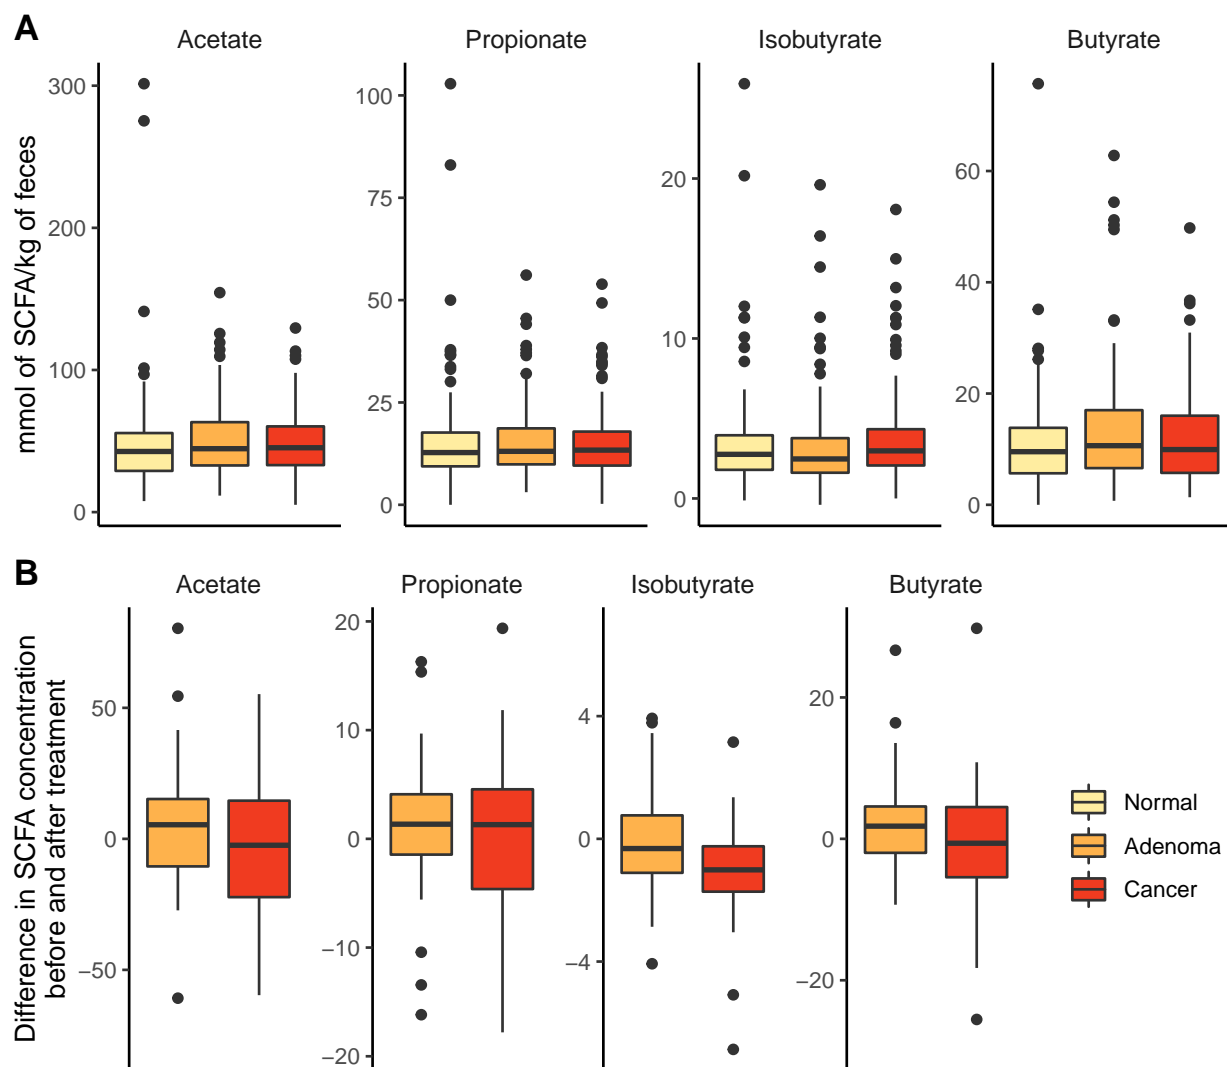 A
Acetate
Propionate
Isobutyrate
Butyrate
mmol of SCFA/kg of feces
300
200
100
0
100
75
50
25
0
20
10
0
60
40
20
0
B
Acetate
Propionate
Isobutyrate
Butyrate
Difference in SCFA concentration
before and after treatment
50
0
−50
20
10
0
−10
−20
4
0
−4
20
0
−20
Normal
Adenoma
Cancer